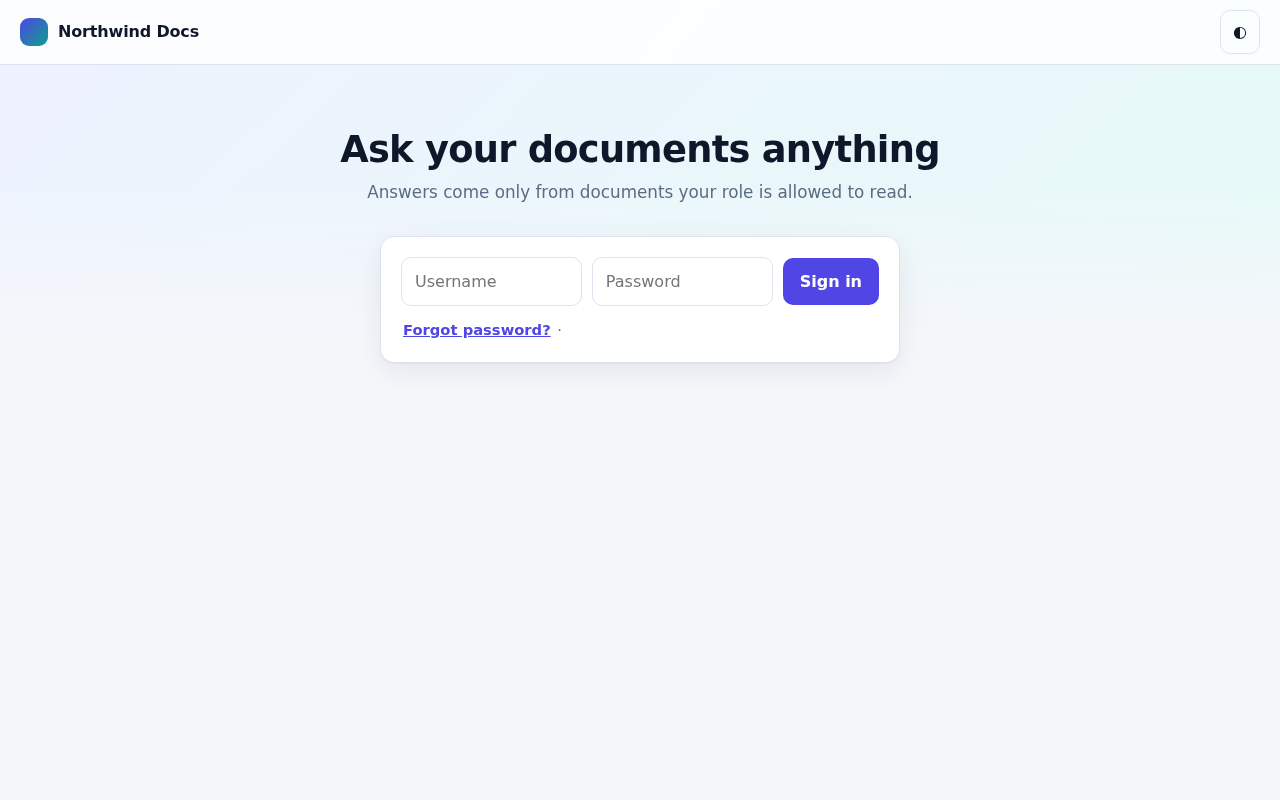 Northwind Docs
◐
Ask your documents anything
Answers come only from documents your role is allowed to read.
Username Password Sign in
Forgot password? ·